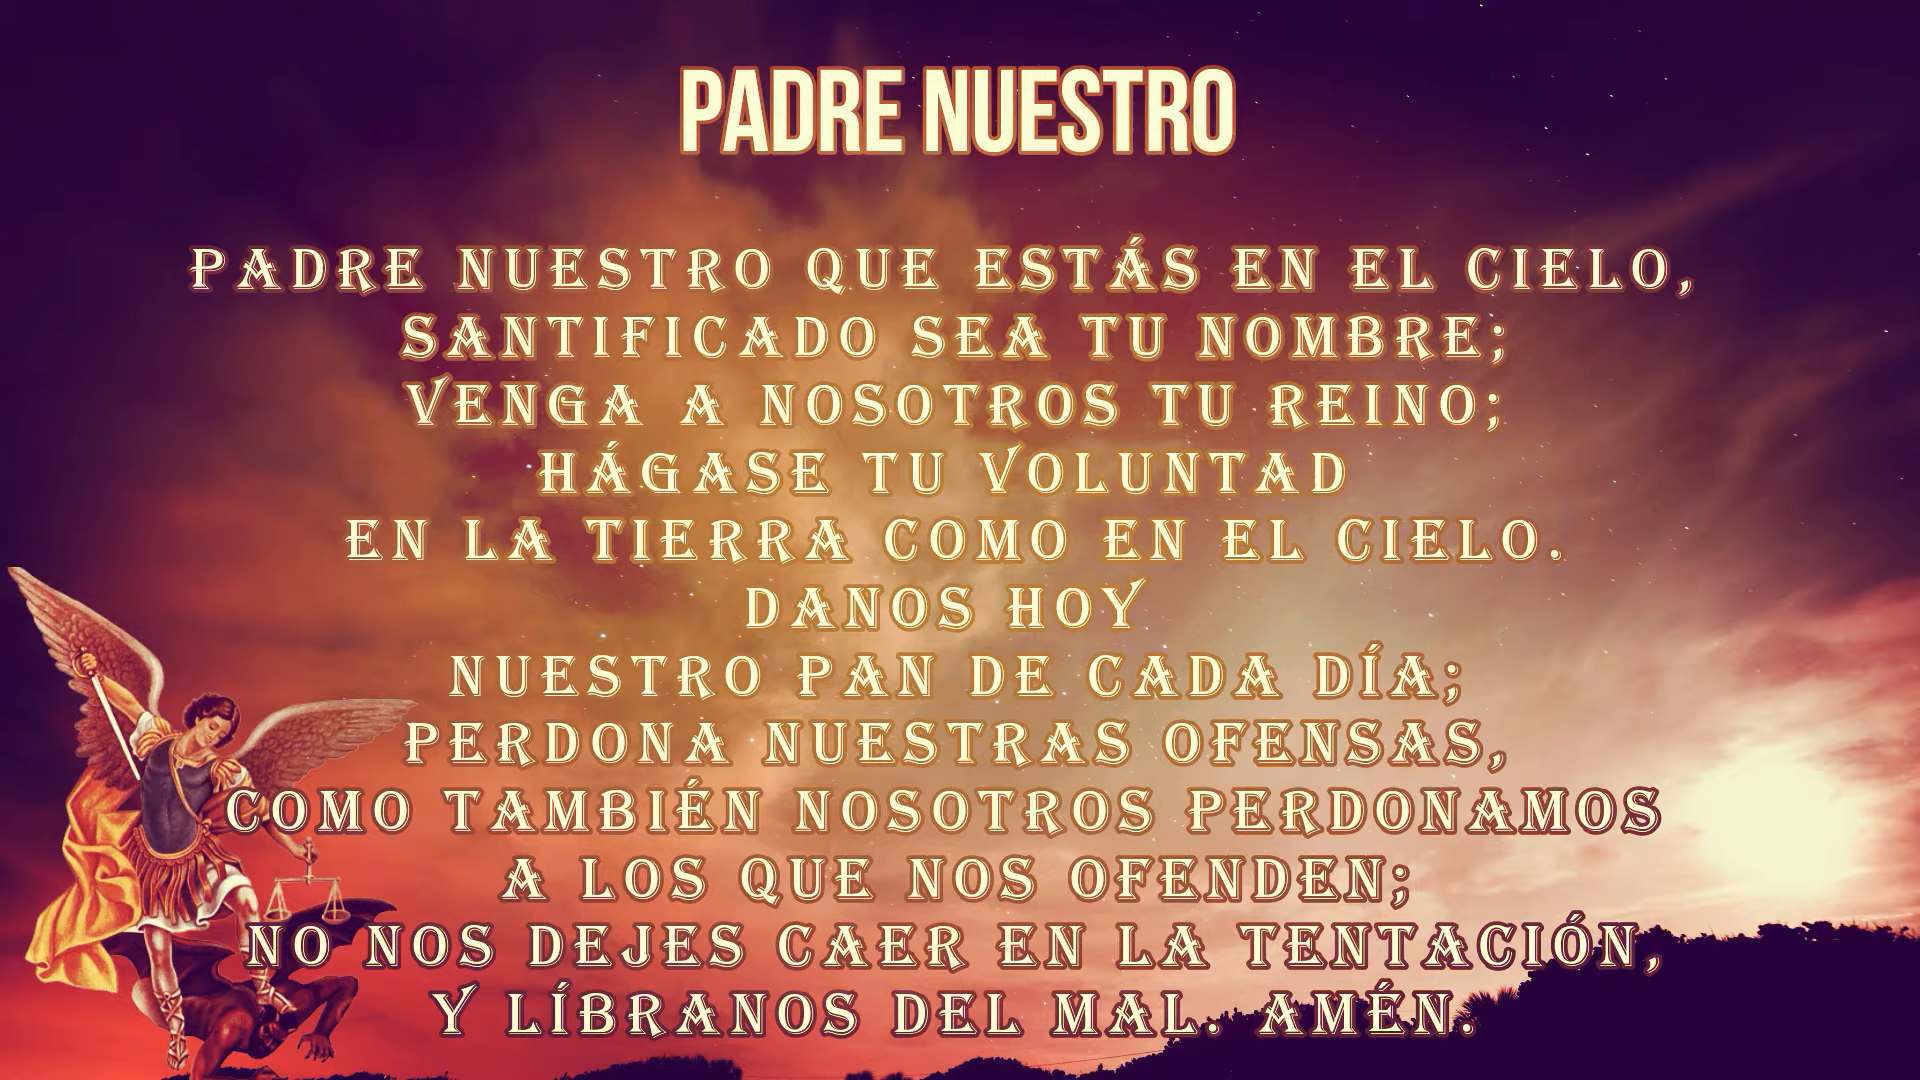 PADRE NUESTRO
PADRE NUESTRO QUE ESTÁS EN EL CIELO,
SANTIFICADO SEA TU NOMBRE;
VENGA A NOSOTROS TU REINO;
HÁGASE TU VOLUNTAD
EN LA TIERRA COMO EN EL CIELO.
DANOS HOY
NUESTRO PAN DE CADA DÍA;
PERDONA NUESTRAS OFENSAS,
COMO TAMBIÉN NOSOTROS PERDONAMOS
A LOS QUE NOS OFENDEN;
NO NOS DEJES CAER EN LA TENTACIÓN,
Y LÍBRANOS DEL MAL. AMÉN.